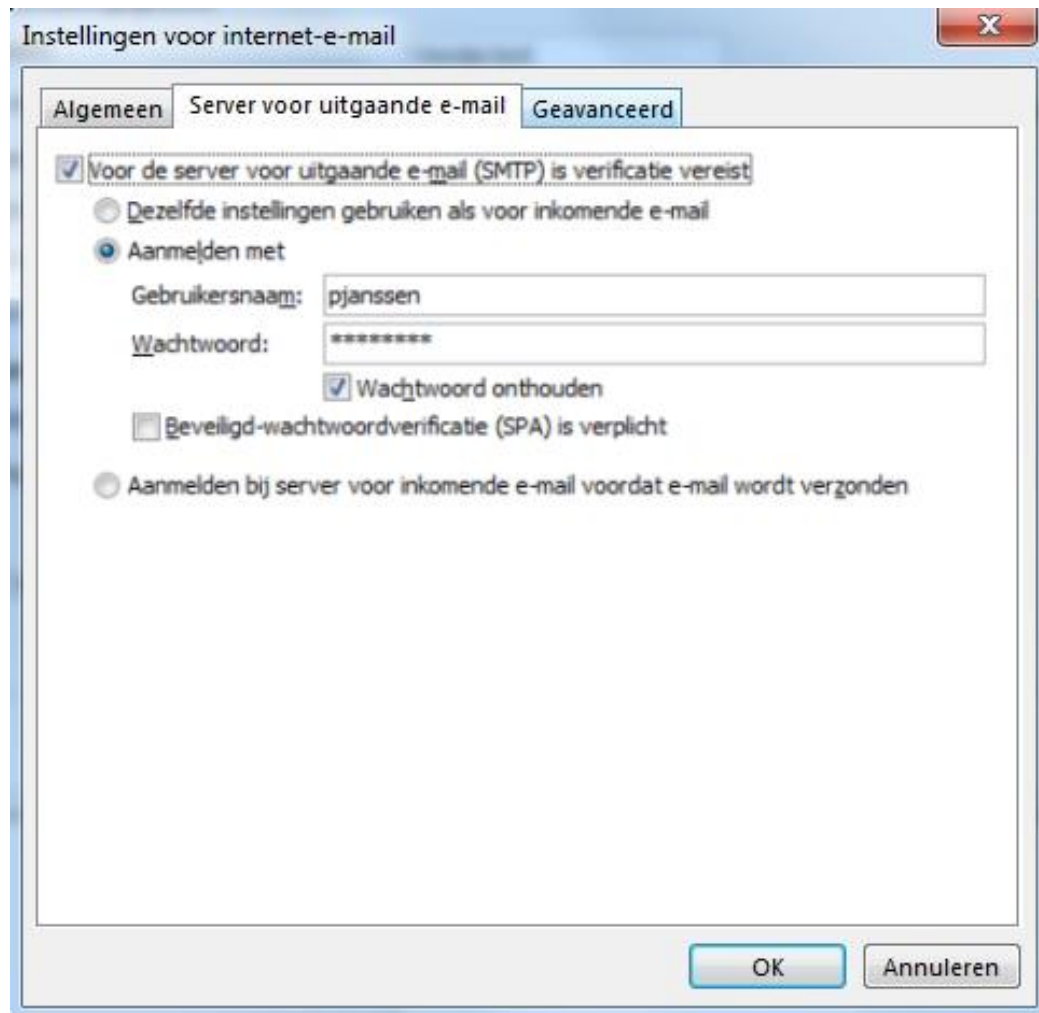 Instellingen voor internet-e-mail
x
Algemeen
Server voor uitgaande e-mail
Geavanceerd
Voor de server voor uitgaande e-mail (SMTP) is verificatie vereist
Dezelfde instellingen gebruiken als voor inkomende e-mail
Aanmelden met
Gebruikersnaam: pjanssen
Wachtwoord: ********
Wachtwoord onthouden
Beveiligd-wachtwoordverificatie (SPA) is verplicht
Aanmelden bij server voor inkomende e-mail voordat e-mail wordt verzonden
OK
Annuleren